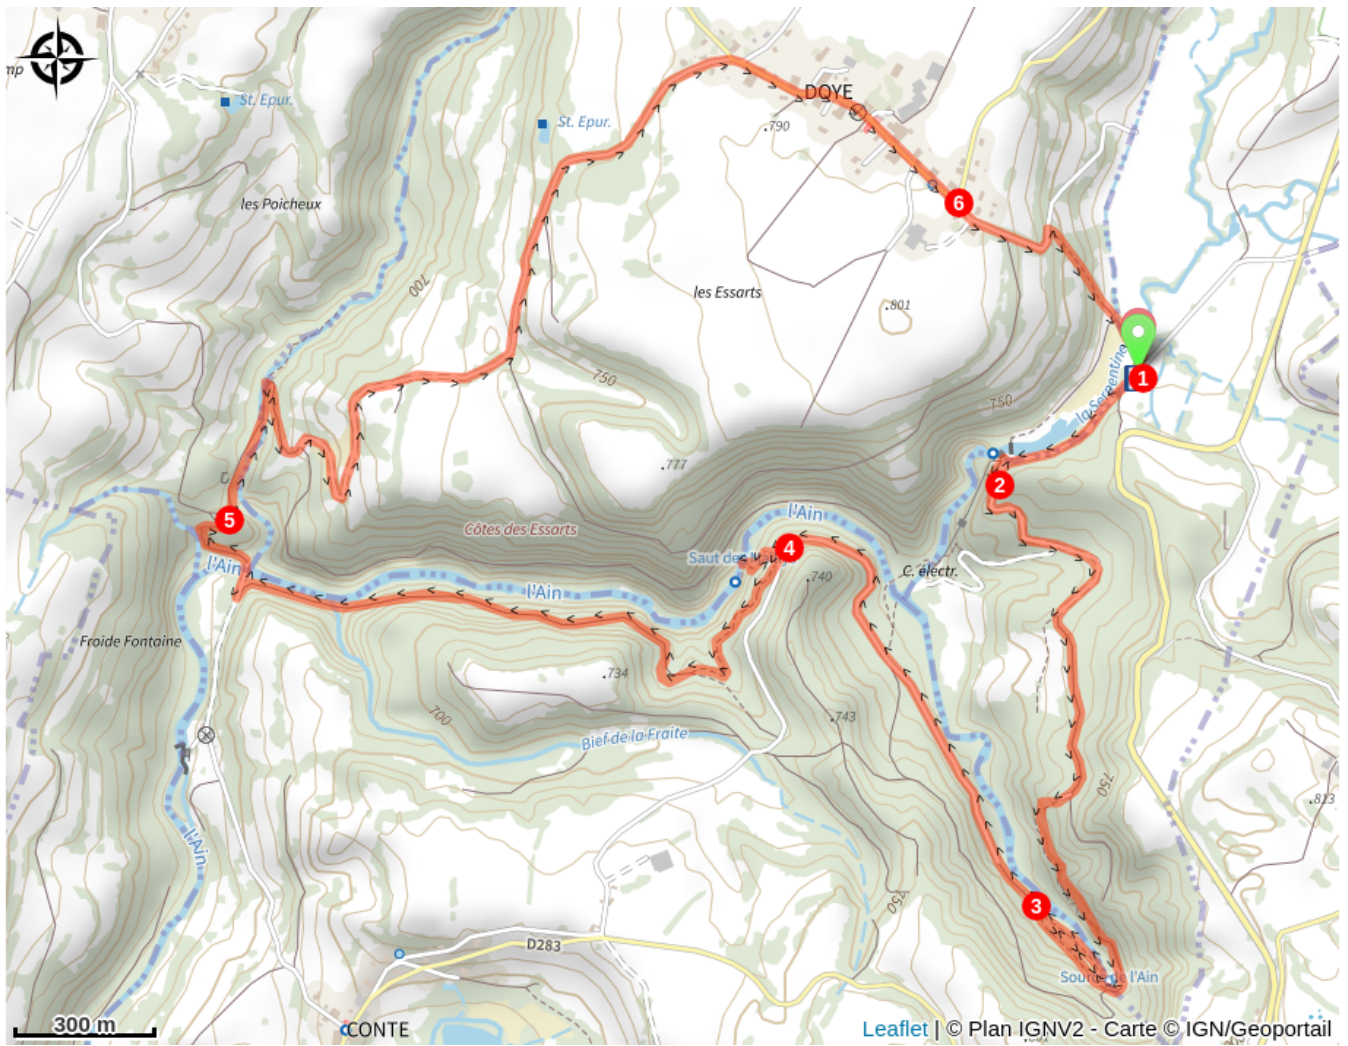 mp
St. Epur.
St. Epur.
DOYE
.790
6
les Poicheux
700
les Essarts
.801
1
la Serpentine
750
750
.777
2
5
Côtes des Essarts
l'Ain
4
Saut de
l'Ain
l'Ain
.740
C. électr.
Froide Fontaine
.734
700
.743
Bief de la Fraite
750
.813
l'Ain
750
3
D283
Source de l'Ain
300 m
CONTE
Leaflet | © Plan IGNV2 - Carte © IGN/Geoportail